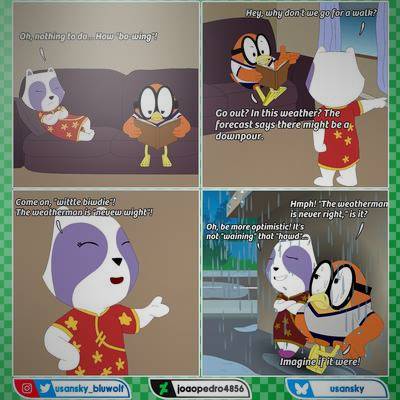 Oh, nothing to do... How "bo-wing"!
Hey, why don't we go for a walk?
Go out? In this weather? The
forecast says there might be a
downpour.
Come on, "wittle biwdie"!
The weatherman is "nevew wight"!
Hmph! "The weatherman
is never right," is it?
Oh, be more optimistic! It's
not "waining" that "hawd"~
Imagine if it were!
usansky_bluwolf
joaopedro4856
usansky